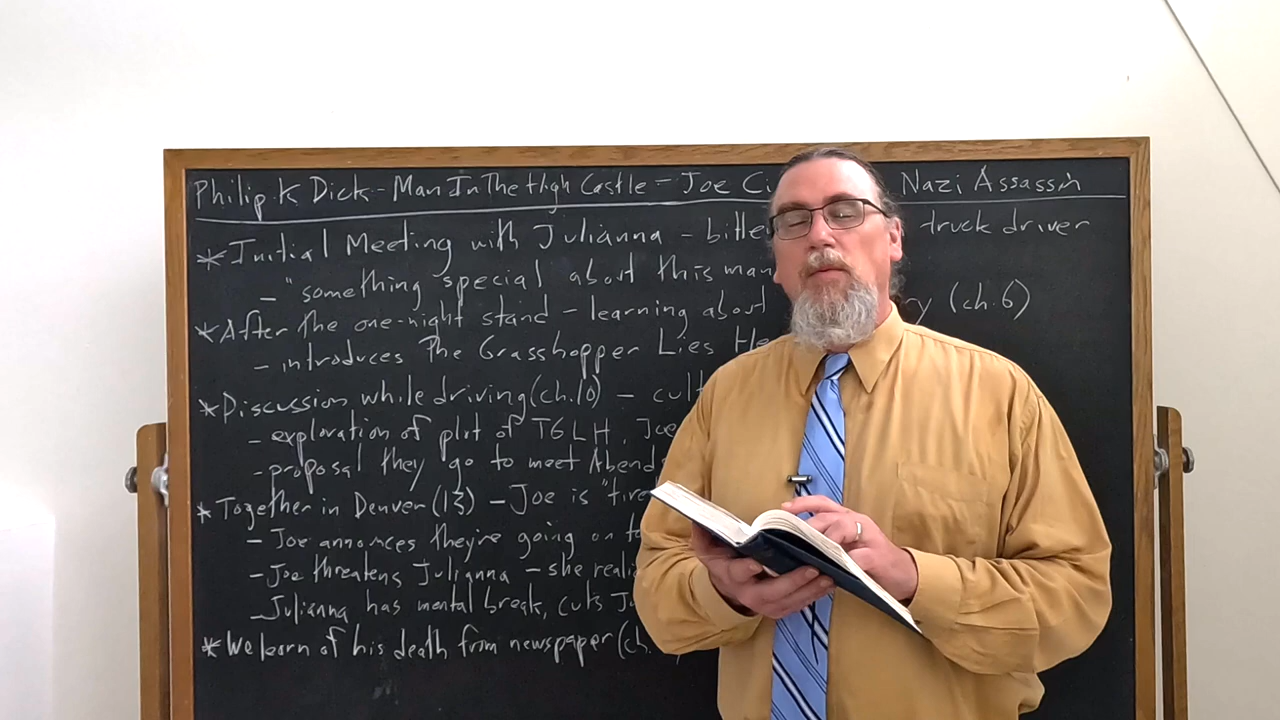 Philip K Dick - Man In The High Castle - Joe Ci Nazi Assassin
* Initial Meeting with Julianna - bitte truck driver
- "something special about this man
* After the one-night stand - learning about y (ch.6)
- introduces The Grasshopper Lies He
* Discussion while driving (ch.10) - cult
- exploration of plot of TGLH, Joe
- proposal they go to meet Abend
* Together in Denver (13) - Joe is "tire
- Joe announces they're going on to
- Joe threatens Julianna - she reali
- Julianna has mental break, cuts J
* We learn of his death from newspaper (ch.